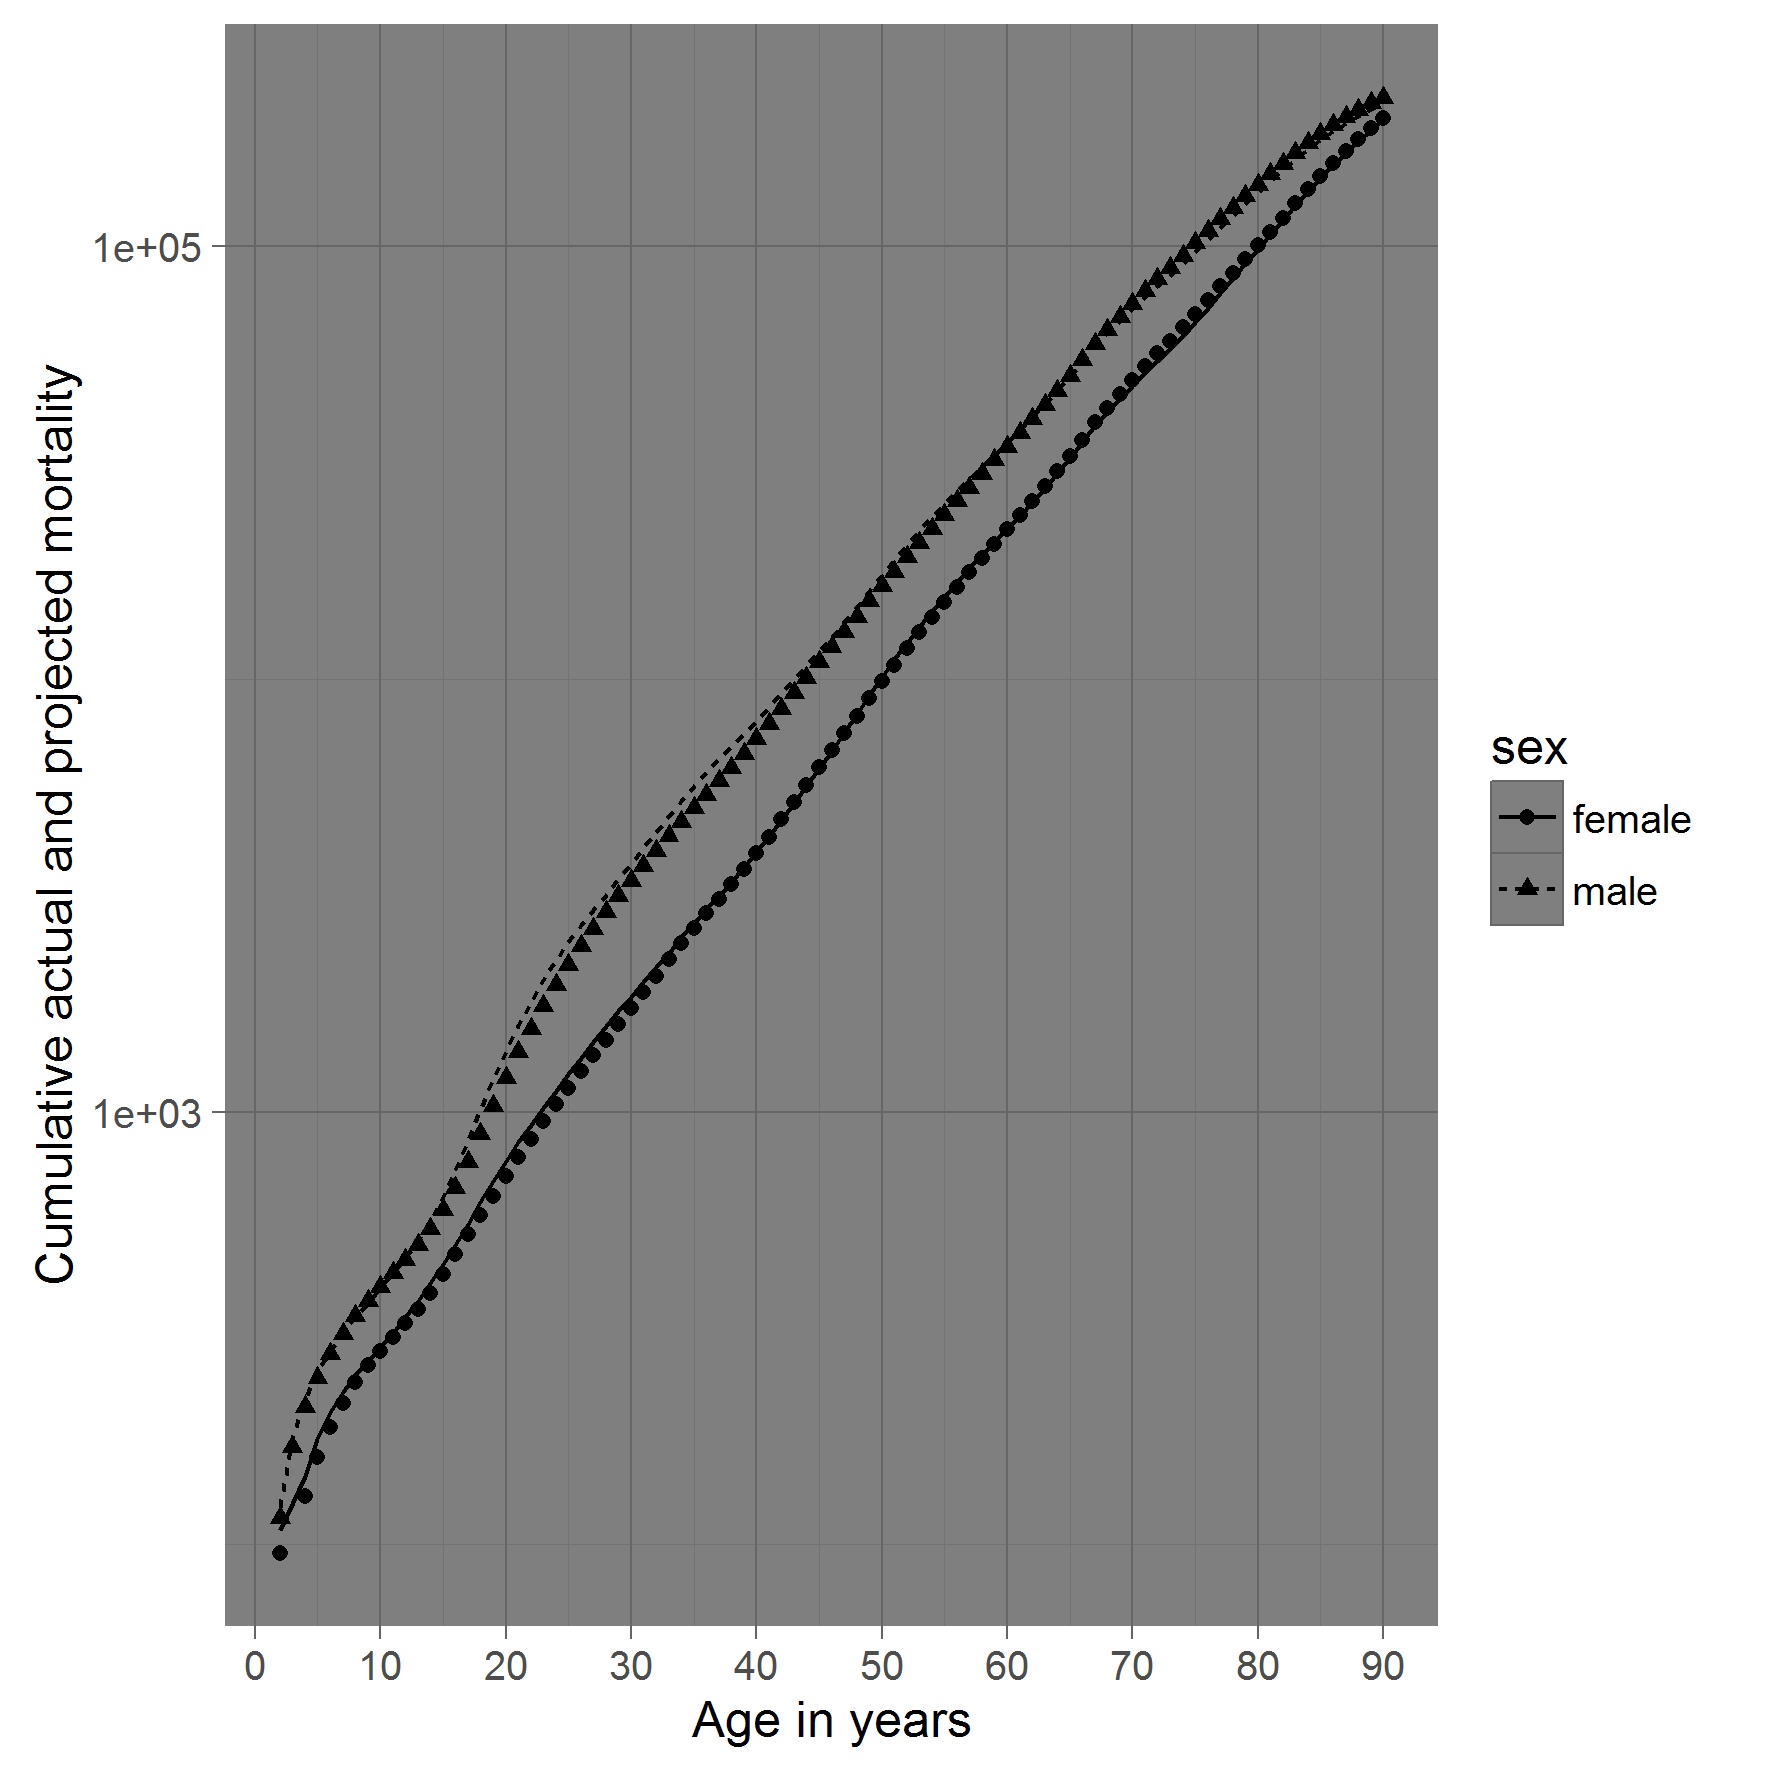 Cumulative actual and projected mortality
1e+05
1e+03
0 10 20 30 40 50 60 70 80 90
Age in years
sex
female
male